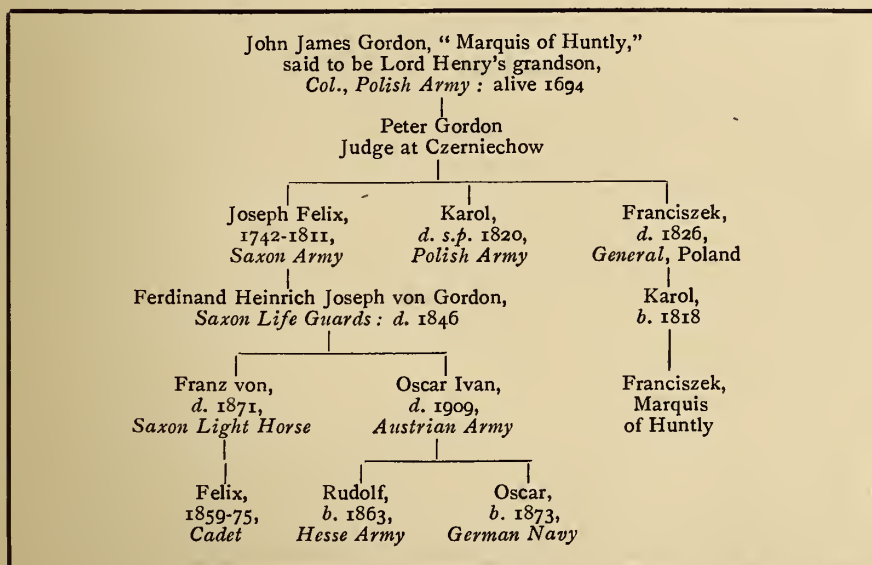 John James Gordon, “ Marquis of Huntly,”
said to be Lord Henry's grandson,
Col., Polish Army : alive 1694
Peter Gordon
Judge at Czerniechow
Joseph Felix,
1742-1811,
Saxon Army
Karol,
d. s.p. 1820,
Polish Army
Franciszek,
d. 1826,
General, Poland
Ferdinand Heinrich Joseph von Gordon,
Saxon Life Guards : d. 1846
Karol,
b. 1818
Franz von,
d. 1871,
Saxon Light Horse
Oscar Ivan,
d. 1909,
Austrian Army
Franciszek,
Marquis
of Huntly
Felix,
1859-75,
Cadet
Rudolf,
b. 1863,
Hesse Army
Oscar,
b. 1873,
German Navy